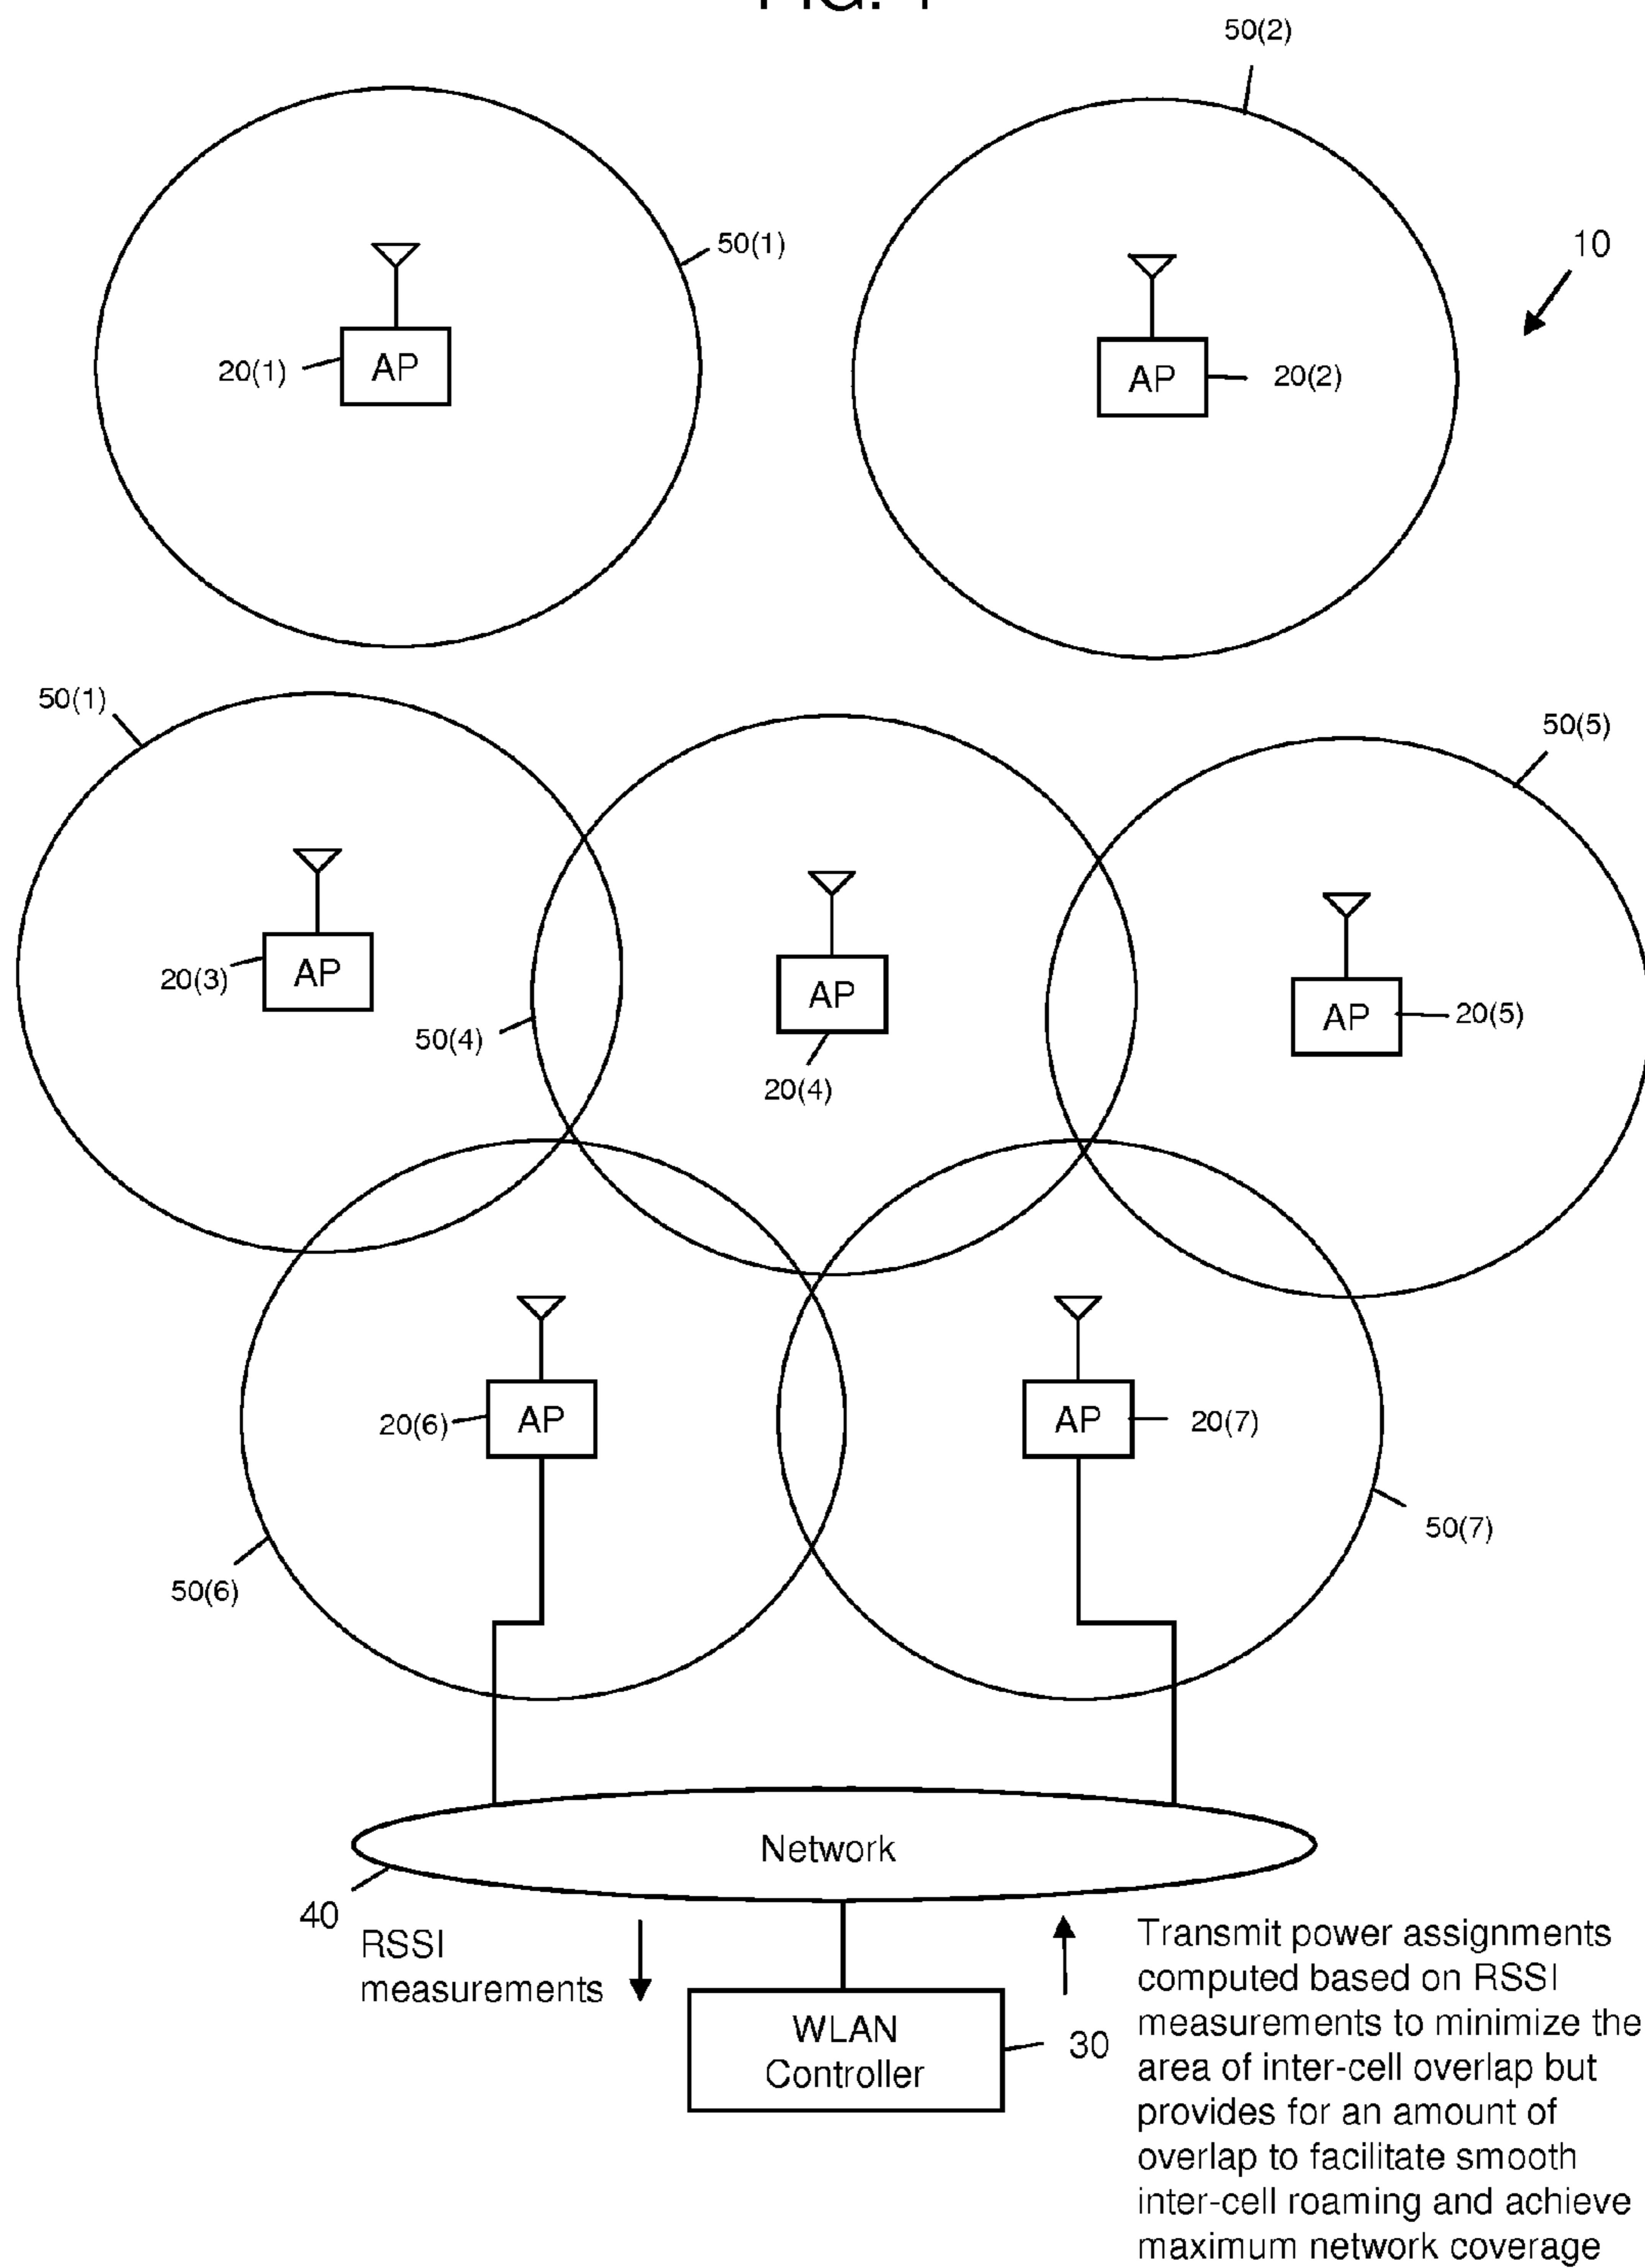 50(2)
50(1)
10
AP
20(1)
AP
20(2)
50(1)
50(5)
AP
20(3)
AP
AP
20(5)
50(4)
20(4)
20(6)
AP
AP
20(7)
50(7)
50(6)
Network
40
RSSI
measurements
WLAN
Controller
30
Transmit power assignments
computed based on RSSI
measurements to minimize the
area of inter-cell overlap but
provides for an amount of
overlap to facilitate smooth
inter-cell roaming and achieve
maximum network coverage